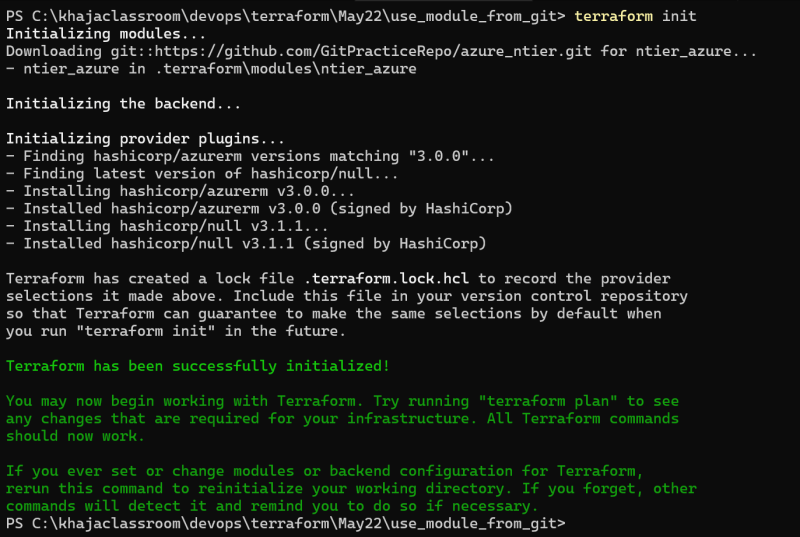 PS C:\khajaclassroom\devops\terraform\May22\use_module_from_git> terraform init
Initializing modules...
Downloading git::https://github.com/GitPracticeRepo/azure_ntier.git for ntier_azure...
- ntier_azure in .terraform\modules\ntier_azure
Initializing the backend...
Initializing provider plugins...
- Finding hashicorp/azurerm versions matching "3.0.0"...
- Finding latest version of hashicorp/null...
- Installing hashicorp/azurerm v3.0.0...
- Installed hashicorp/azurerm v3.0.0 (signed by HashiCorp)
- Installing hashicorp/null v3.1.1...
- Installed hashicorp/null v3.1.1 (signed by HashiCorp)
Terraform has created a lock file .terraform.lock.hcl to record the provider
selections it made above. Include this file in your version control repository
so that Terraform can guarantee to make the same selections by default when
you run "terraform init" in the future.
Terraform has been successfully initialized!
You may now begin working with Terraform. Try running "terraform plan" to see
any changes that are required for your infrastructure. All Terraform commands
should now work.
If you ever set or change modules or backend configuration for Terraform,
rerun this command to reinitialize your working directory. If you forget, other
commands will detect it and remind you to do so if necessary.
PS C:\khajaclassroom\devops\terraform\May22\use_module_from_git>